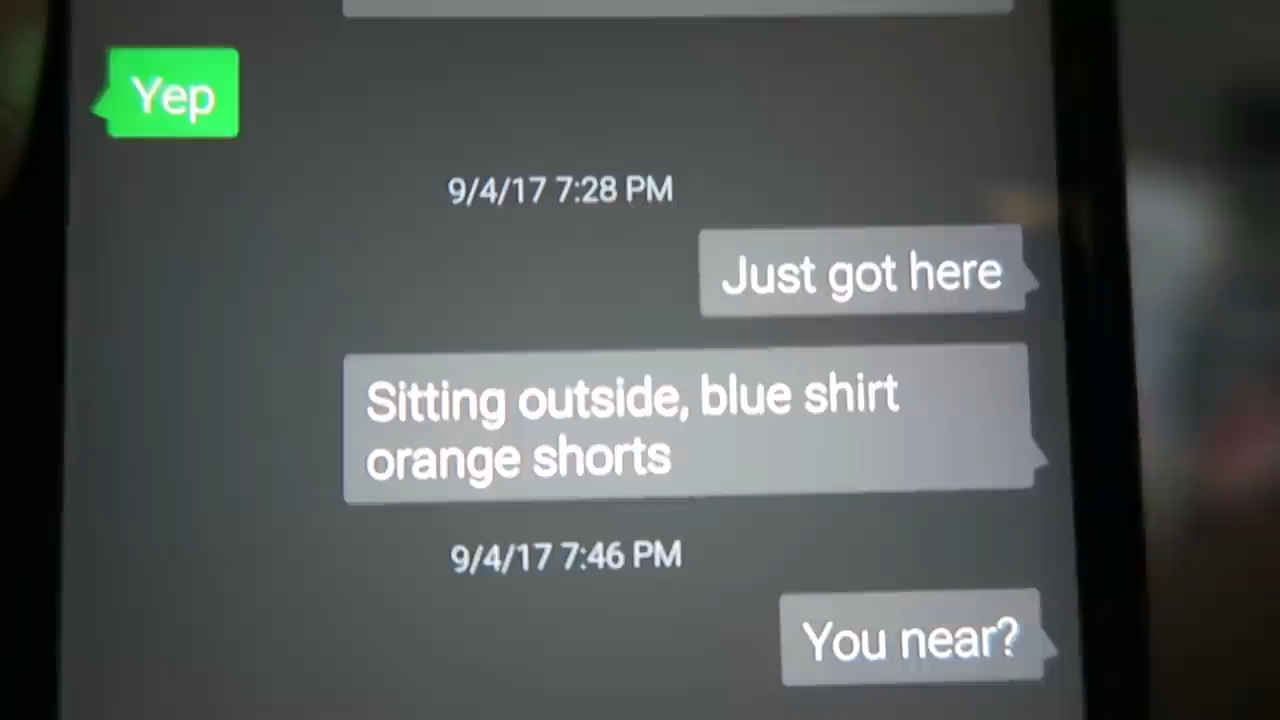 Yep
9/4/17 7:28 PM
Just got here
Sitting outside, blue shirt
orange shorts
9/4/17 7:46 PM
You near?